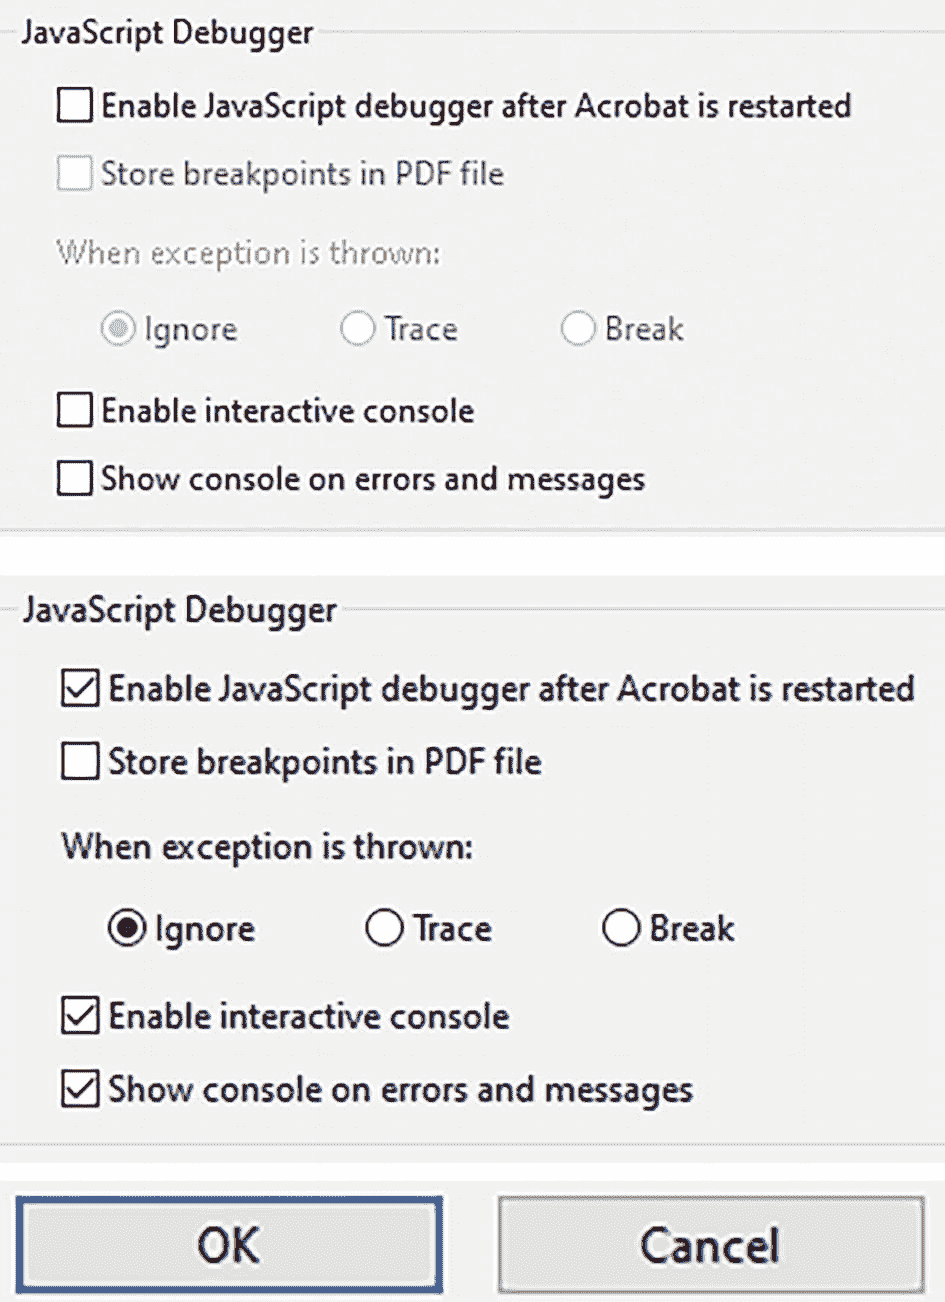 JavaScript Debugger
Enable JavaScript debugger after Acrobat is restarted
Store breakpoints in PDF file
When exception is thrown:
Ignore Trace Break
Enable interactive console
Show console on errors and messages
JavaScript Debugger
Enable JavaScript debugger after Acrobat is restarted
Store breakpoints in PDF file
When exception is thrown:
Ignore Trace Break
Enable interactive console
Show console on errors and messages
OK Cancel